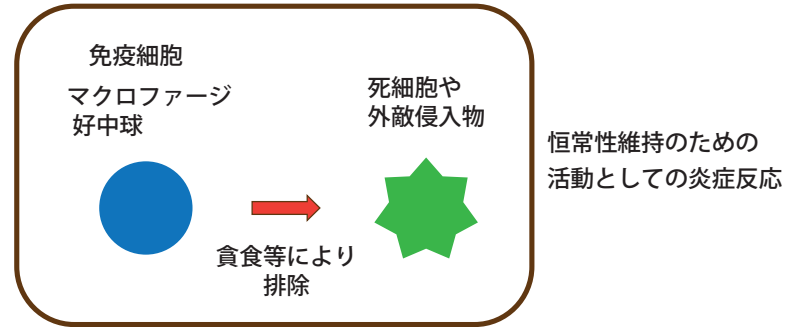 免疫細胞
マクロファージ
好中球
死細胞や
外敵侵入物
貪食等により
排除
恒常性維持のための
活動としての炎症反応